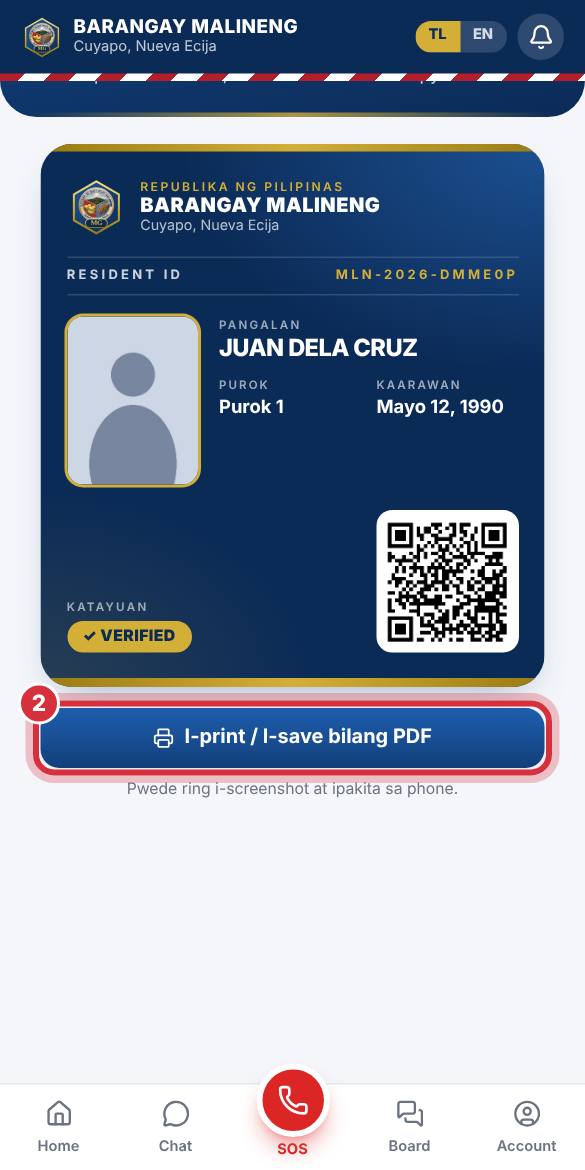 BARANGAY MALINENG
Cuyapo, Nueva Ecija
TL
EN
REPUBLIKA NG PILIPINAS
BARANGAY MALINENG
Cuyapo, Nueva Ecija
RESIDENT ID
MLN-2026-DMME0P
PANGALAN
JUAN DELA CRUZ
PUROK
KAARAWAN
Purok 1
Mayo 12, 1990
KATAYUAN
✓ VERIFIED
2
I-print / I-save bilang PDF
Pwede ring i-screenshot at ipakita sa phone.
Home
Chat
SOS
Board
Account